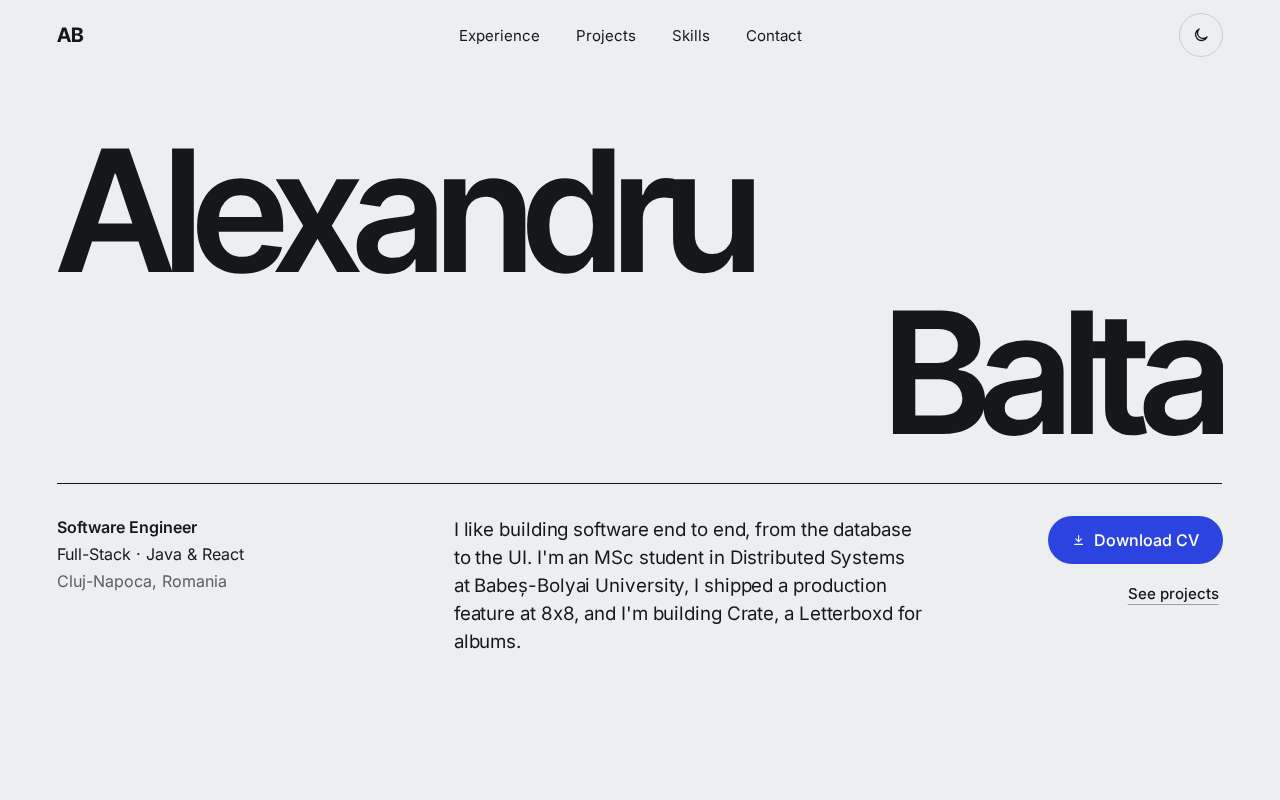 AB
Experience
Projects
Skills
Contact
Alexandru
Balta
Software Engineer
Full-Stack · Java & React
Cluj-Napoca, Romania
I like building software end to end, from the database
to the UI. I'm an MSc student in Distributed Systems
at Babeș-Bolyai University, I shipped a production
feature at 8x8, and I'm building Crate, a Letterboxd for
albums.
Download CV
See projects